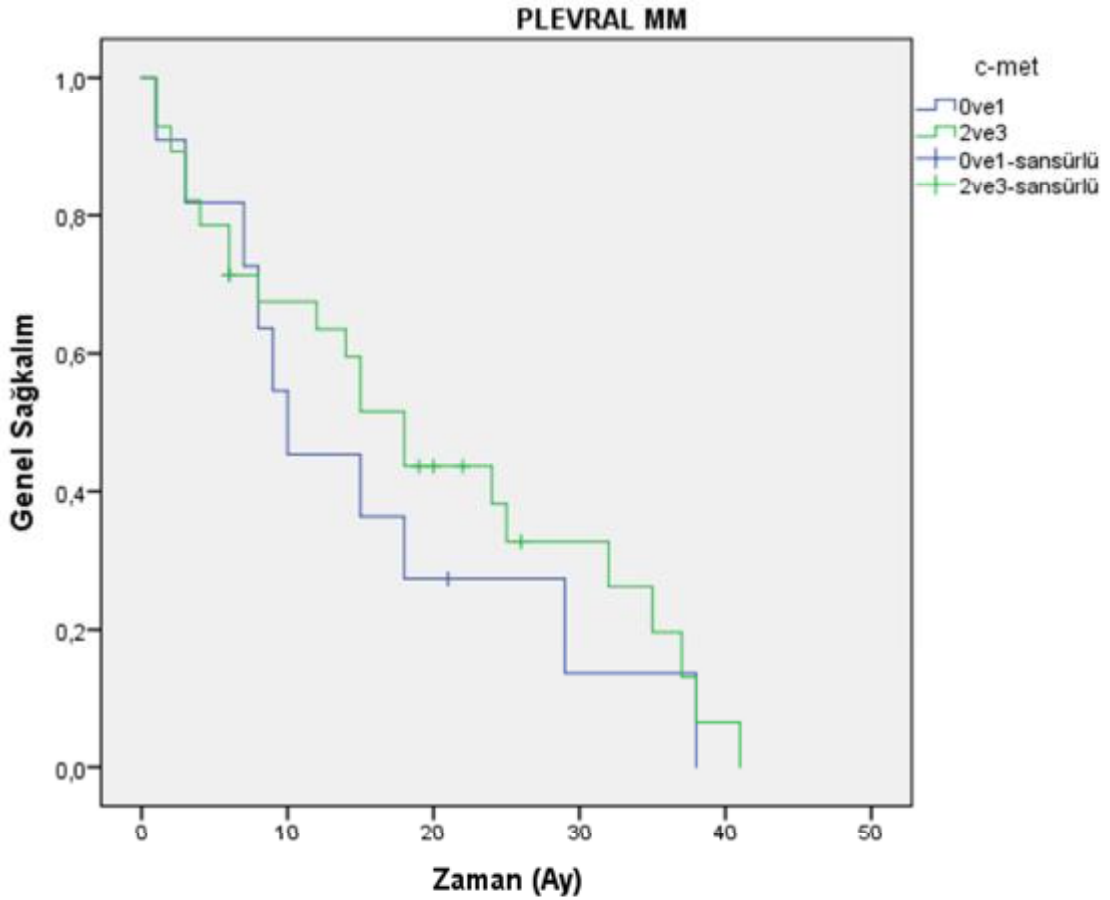 PLEVRAL MM
c-met
0ve1
2ve3
0ve1-sansürlü
2ve3-sansürlü
Genel Sağkalım
1,0
0,8
0,6
0,4
0,2
0,0
0 10 20 30 40 50
Zaman (Ay)